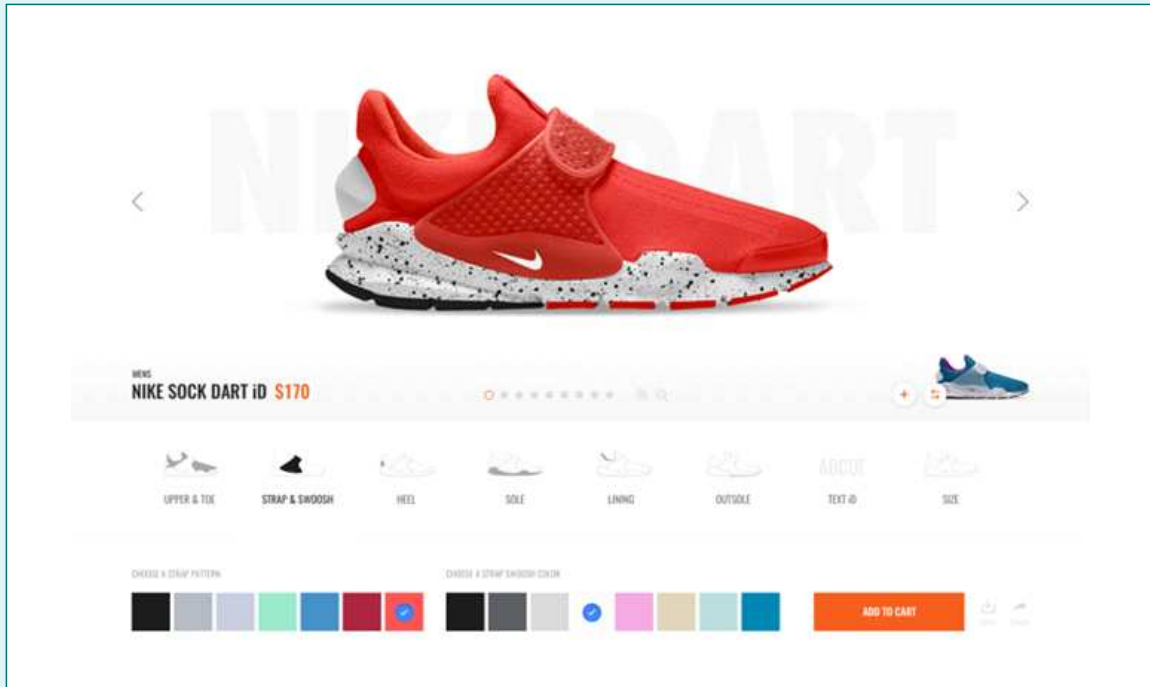 NIKE DART
MENS
NIKE SOCK DART iD $170
UPPER & TOE
STRAP & SWOOSH
HEEL
SOLE
LINING
OUTSOLE
TEXT iD
SIZE
CHOOSE A STRAP PATTERN
CHOOSE A STRAP SWOOSH COLOR
ADD TO CART